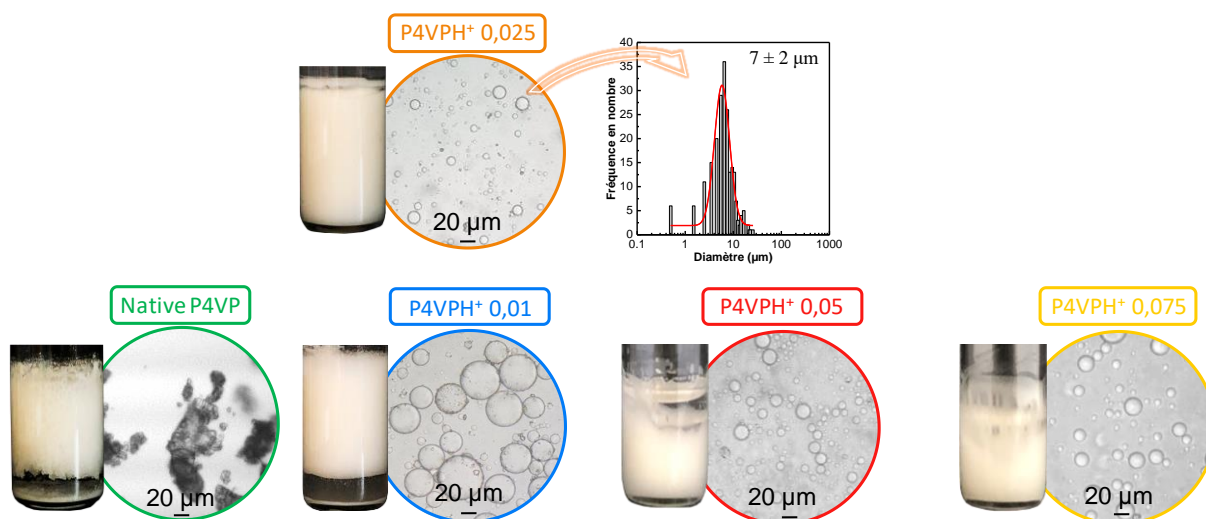 P4VPH⁺ 0,025
20 µm
7 ± 2 µm
Fréquence en nombre
40
35
30
25
20
15
10
5
0
0.1
1
10
100
1000
Diamètre (µm)
Native P4VP
20 µm
P4VPH⁺ 0,01
20 µm
P4VPH⁺ 0,05
20 µm
P4VPH⁺ 0,075
20 µm